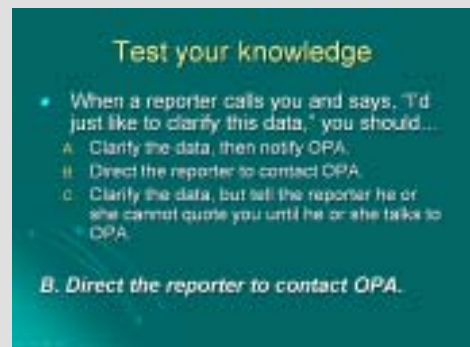 Test your knowledge
When a reporter calls you and says, "I'd
just like to clarify this data," you should...
A Clarify the data, then notify OPA.
B Direct the reporter to contact OPA
C Clarify the data, but tell the reporter he or
she cannot quote you until he or she talks to
OPA
B. Direct the reporter to contact OPA.